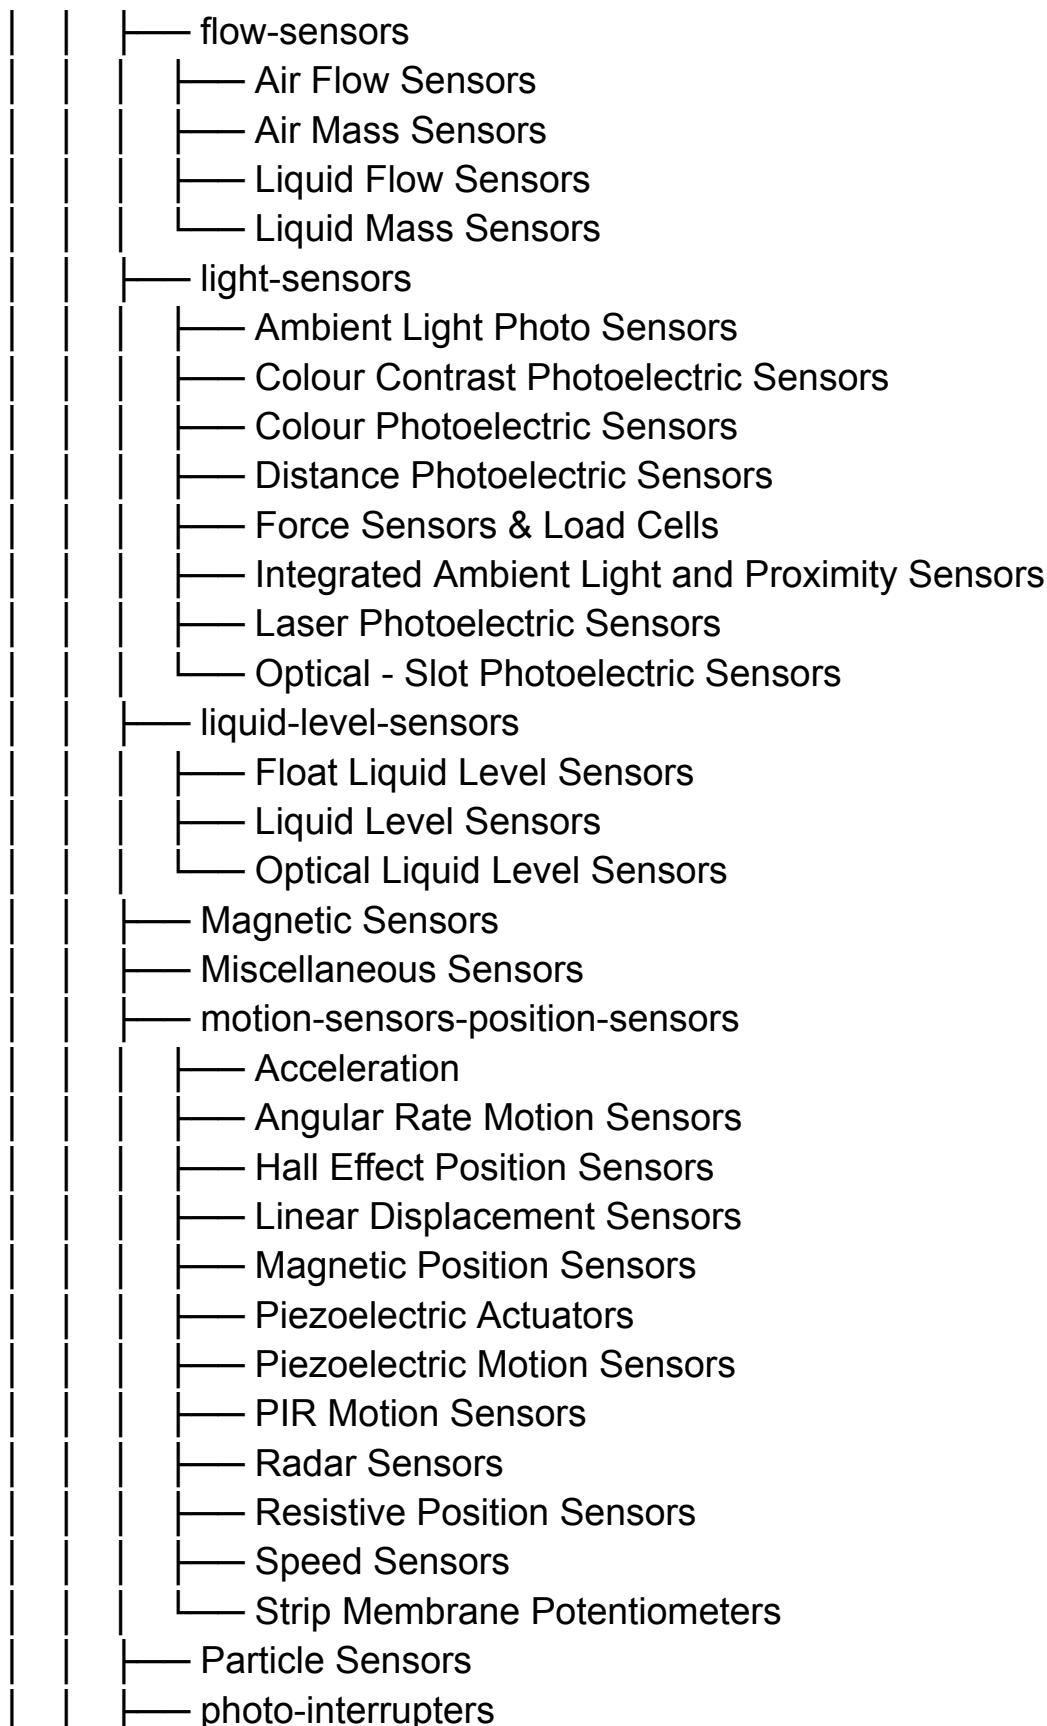 flow-sensors
Air Flow Sensors
Air Mass Sensors
Liquid Flow Sensors
Liquid Mass Sensors
light-sensors
Ambient Light Photo Sensors
Colour Contrast Photoelectric Sensors
Colour Photoelectric Sensors
Distance Photoelectric Sensors
Force Sensors & Load Cells
Integrated Ambient Light and Proximity Sensors
Laser Photoelectric Sensors
Optical - Slot Photoelectric Sensors
liquid-level-sensors
Float Liquid Level Sensors
Liquid Level Sensors
Optical Liquid Level Sensors
Magnetic Sensors
Miscellaneous Sensors
motion-sensors-position-sensors
Acceleration
Angular Rate Motion Sensors
Hall Effect Position Sensors
Linear Displacement Sensors
Magnetic Position Sensors
Piezoelectric Actuators
Piezoelectric Motion Sensors
PIR Motion Sensors
Radar Sensors
Resistive Position Sensors
Speed Sensors
Strip Membrane Potentiometers
Particle Sensors
photo-interrupters